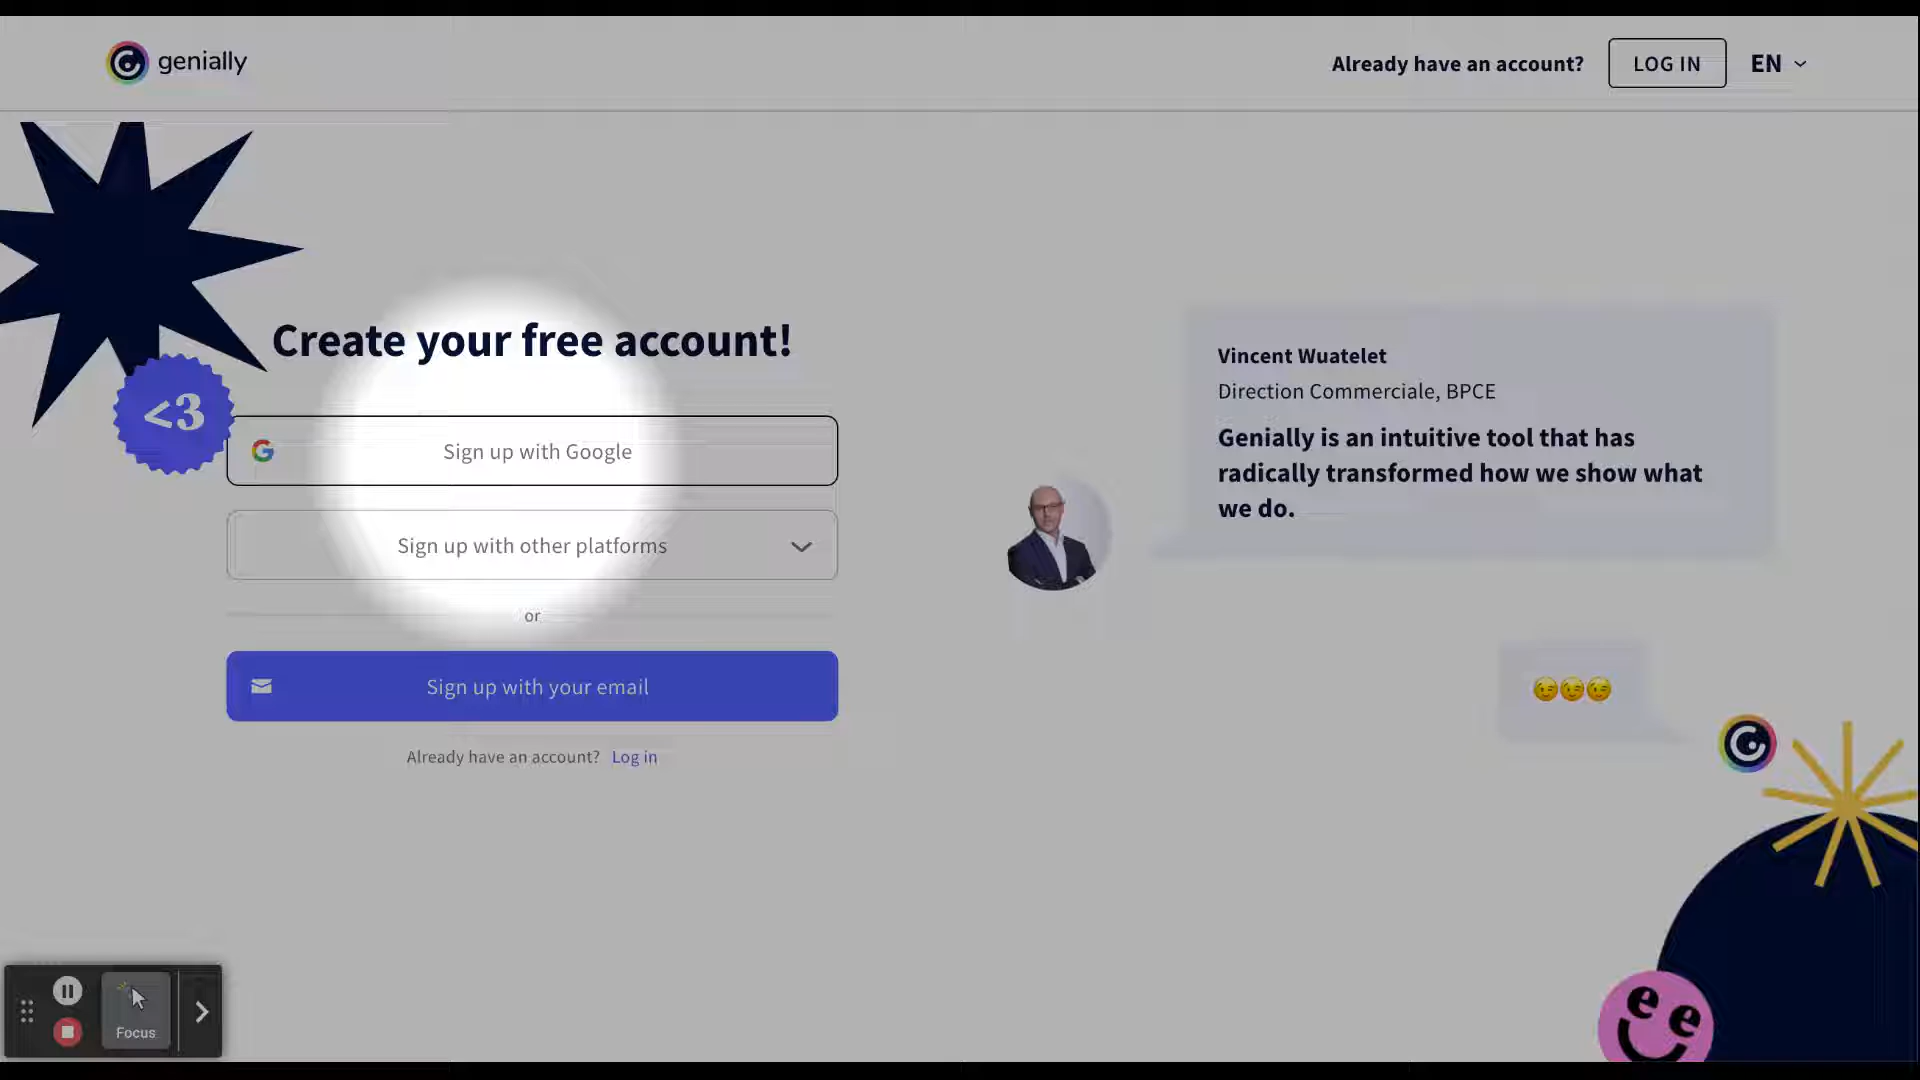 genially
Already have an account?
LOG IN
EN
Create your free account!
<3
Sign up with Google
Sign up with other platforms
or
Sign up with your email
Already have an account? Log in
Vincent Wuatelet
Direction Commerciale, BPCE
Genially is an intuitive tool that has
radically transformed how we show what
we do.
Focus